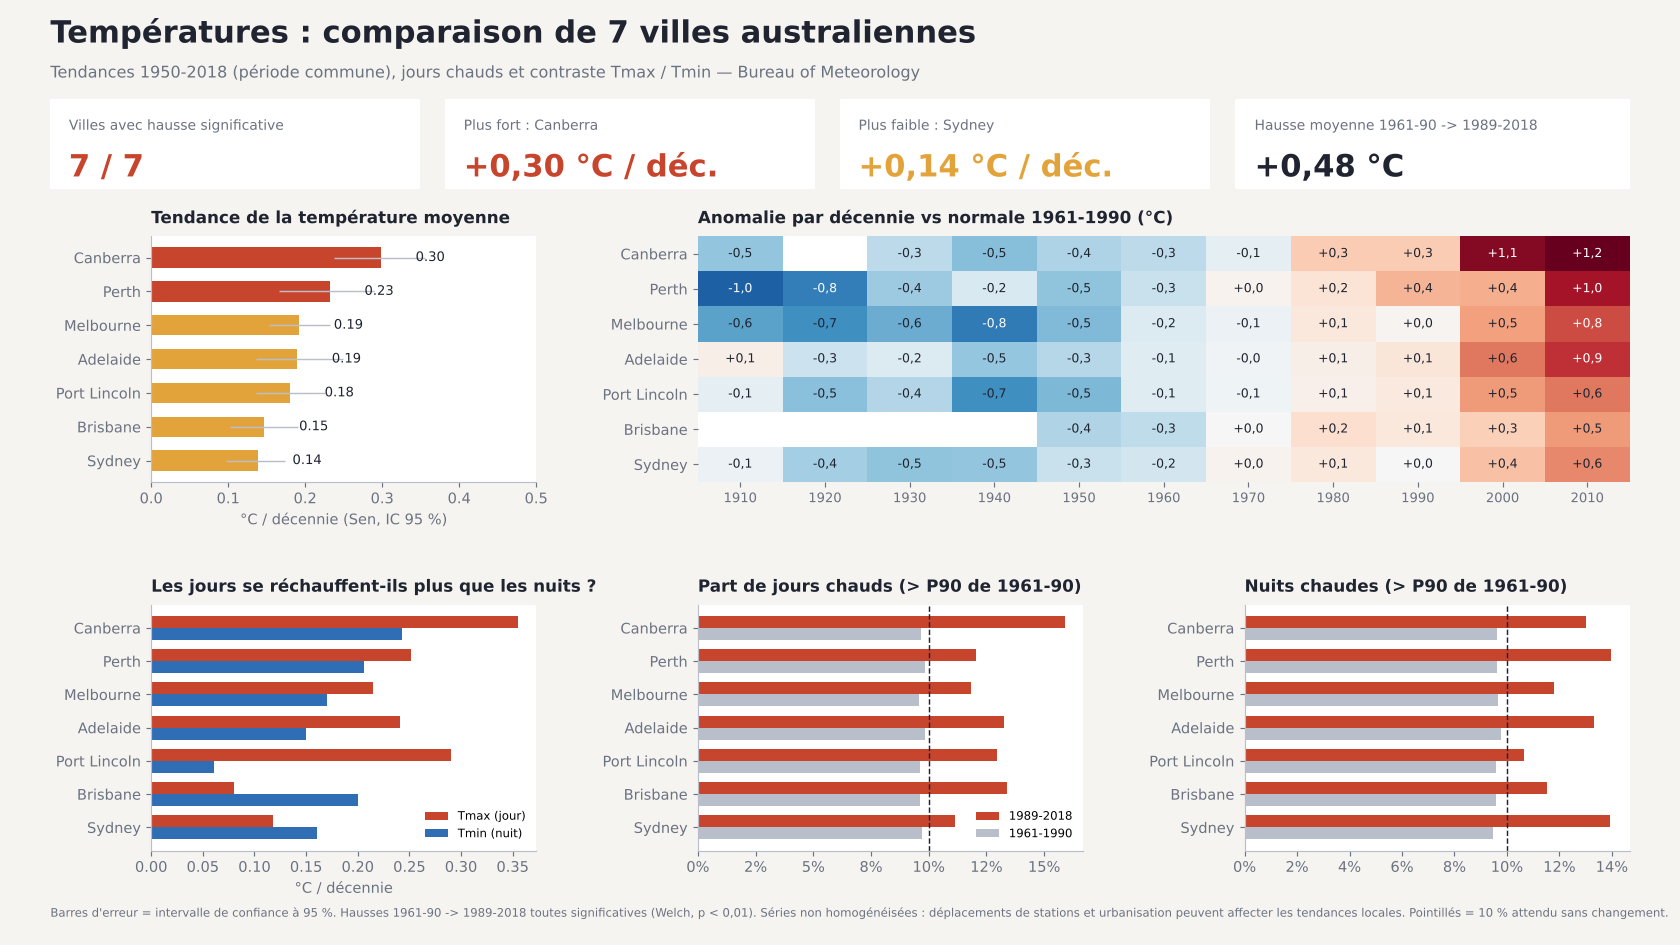 Températures : comparaison de 7 villes australiennes
Tendances 1950-2018 (période commune), jours chauds et contraste Tmax / Tmin — Bureau of Meteorology
Villes avec hausse significative
7 / 7
Plus fort : Canberra
+0,30 °C / déc.
Plus faible : Sydney
+0,14 °C / déc.
Hausse moyenne 1961-90 -> 1989-2018
+0,48 °C
Tendance de la température moyenne
Canberra 0.30
Perth 0.23
Melbourne 0.19
Adelaide 0.19
Port Lincoln 0.18
Brisbane 0.15
Sydney 0.14
0.0 0.1 0.2 0.3 0.4 0.5
°C / décennie (Sen, IC 95 %)
Anomalie par décennie vs normale 1961-1990 (°C)
Canberra -0,5 -0,3 -0,5 -0,4 -0,3 -0,1 +0,3 +0,3 +1,1 +1,2
Perth -1,0 -0,8 -0,4 -0,2 -0,5 -0,3 +0,0 +0,2 +0,4 +0,4 +1,0
Melbourne -0,6 -0,7 -0,6 -0,8 -0,5 -0,2 -0,1 +0,1 +0,0 +0,5 +0,8
Adelaide +0,1 -0,3 -0,2 -0,5 -0,3 -0,1 -0,0 +0,1 +0,1 +0,6 +0,9
Port Lincoln -0,1 -0,5 -0,4 -0,7 -0,5 -0,1 -0,1 +0,1 +0,1 +0,5 +0,6
Brisbane -0,4 -0,3 +0,0 +0,2 +0,1 +0,3 +0,5
Sydney -0,1 -0,4 -0,5 -0,5 -0,3 -0,2 +0,0 +0,1 +0,0 +0,4 +0,6
1910 1920 1930 1940 1950 1960 1970 1980 1990 2000 2010
Les jours se réchauffent-ils plus que les nuits ?
Canberra
Perth
Melbourne
Adelaide
Port Lincoln
Brisbane
Sydney
Tmax (jour)
Tmin (nuit)
0.00 0.05 0.10 0.15 0.20 0.25 0.30 0.35
°C / décennie
Part de jours chauds (> P90 de 1961-90)
Canberra
Perth
Melbourne
Adelaide
Port Lincoln
Brisbane
Sydney
1989-2018
1961-1990
0% 2% 5% 8% 10% 12% 15%
Nuits chaudes (> P90 de 1961-90)
Canberra
Perth
Melbourne
Adelaide
Port Lincoln
Brisbane
Sydney
0% 2% 4% 6% 8% 10% 12% 14%
Barres d'erreur = intervalle de confiance à 95 %. Hausses 1961-90 -> 1989-2018 toutes significatives (Welch, p < 0,01). Séries non homogénéisées : déplacements de stations et urbanisation peuvent affecter les tendances locales. Pointillés = 10 % attendu sans changement.